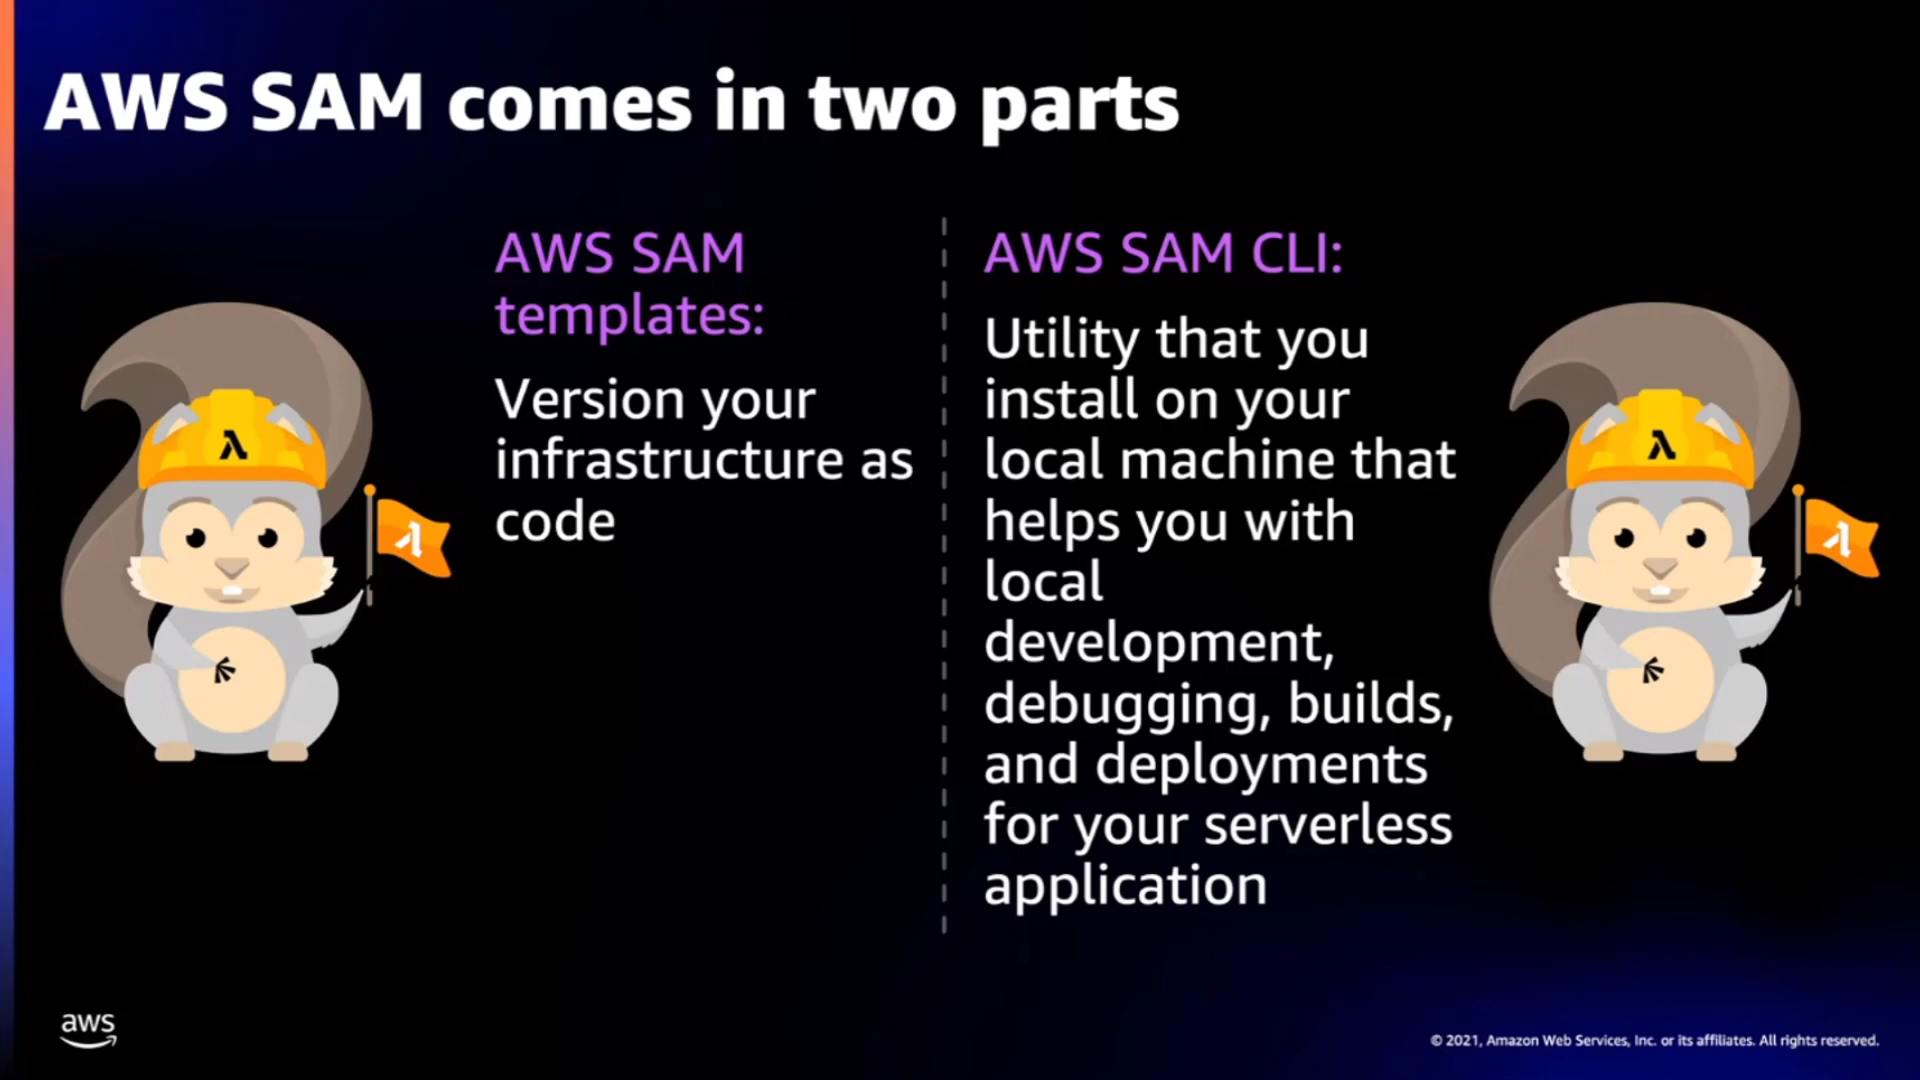 AWS SAM comes in two parts
AWS SAM
templates:
Version your
infrastructure as
code
AWS SAM CLI:
Utility that you
install on your
local machine that
helps you with
local
development,
debugging, builds,
and deployments
for your serverless
application
λ
λ
λ
λ
aws
© 2021, Amazon Web Services, Inc. or its affiliates. All rights reserved.